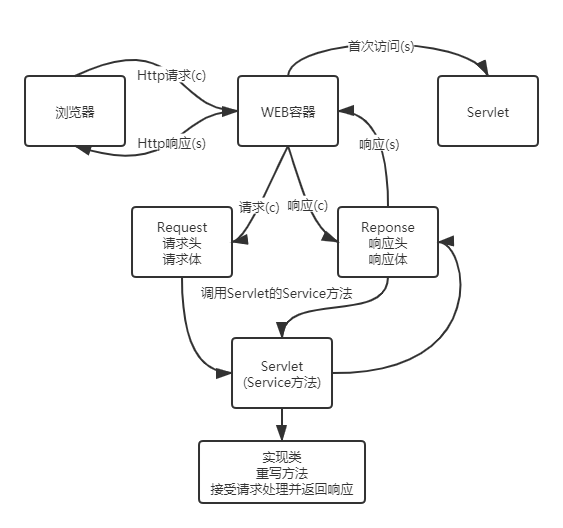 首次访问(s)
Http请求(c)
浏览器
WEB容器
Servlet
Http响应(s)
响应(s)
请求(c)
响应(c)
Request
请求头
请求体
Reponse
响应头
响应体
调用Servlet的Service方法
Servlet
(Service方法)
实现类
重写方法
接受请求处理并返回响应